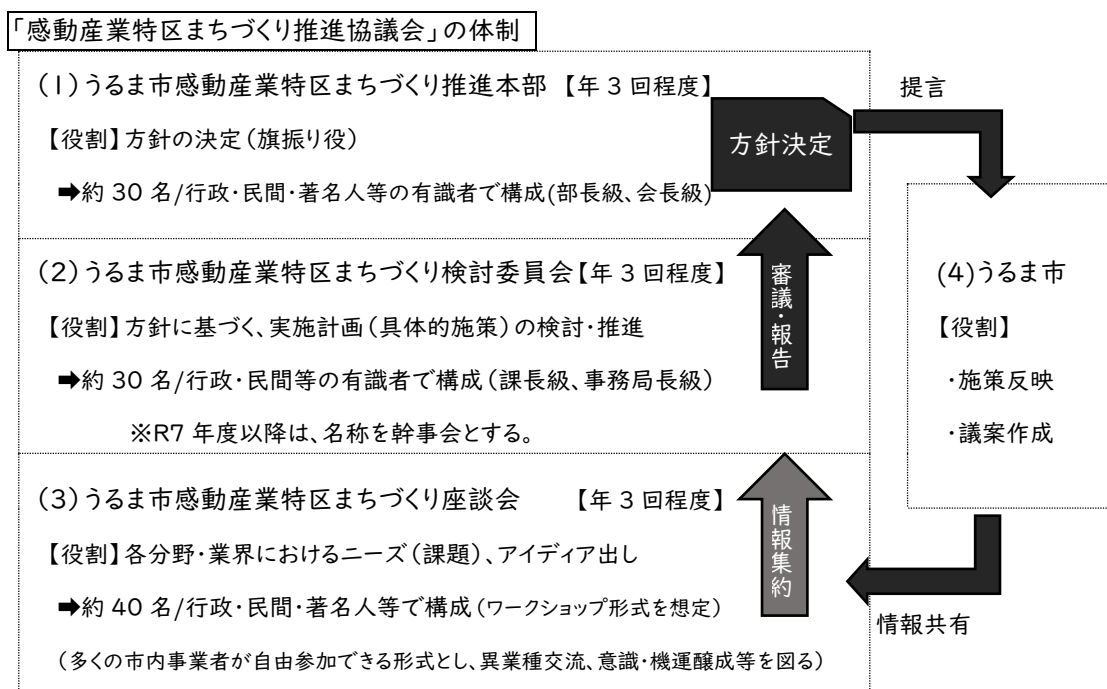 「感動産業特区まちづくり推進協議会」の体制
(1)うるま市感動産業特区まちづくり推進本部 【年3回程度】
【役割】方針の決定(旗振り役)
➡約30名/行政・民間・著名人等の有識者で構成(部長級、会長級)
方針決定
提言
(2)うるま市感動産業特区まちづくり検討委員会【年3回程度】
【役割】方針に基づく、実施計画(具体的施策)の検討・推進
➡約30名/行政・民間等の有識者で構成(課長級、事務局長級)
※R7年度以降は、名称を幹事会とする。
審議・報告
(4)うるま市
【役割】
・施策反映
・議案作成
(3)うるま市感動産業特区まちづくり座談会 【年3回程度】
【役割】各分野・業界におけるニーズ(課題)、アイディア出し
➡約40名/行政・民間・著名人等で構成(ワークショップ形式を想定)
(多くの市内事業者が自由参加できる形式とし、異業種交流、意識・機運醸成等を図る)
情報集約
情報共有